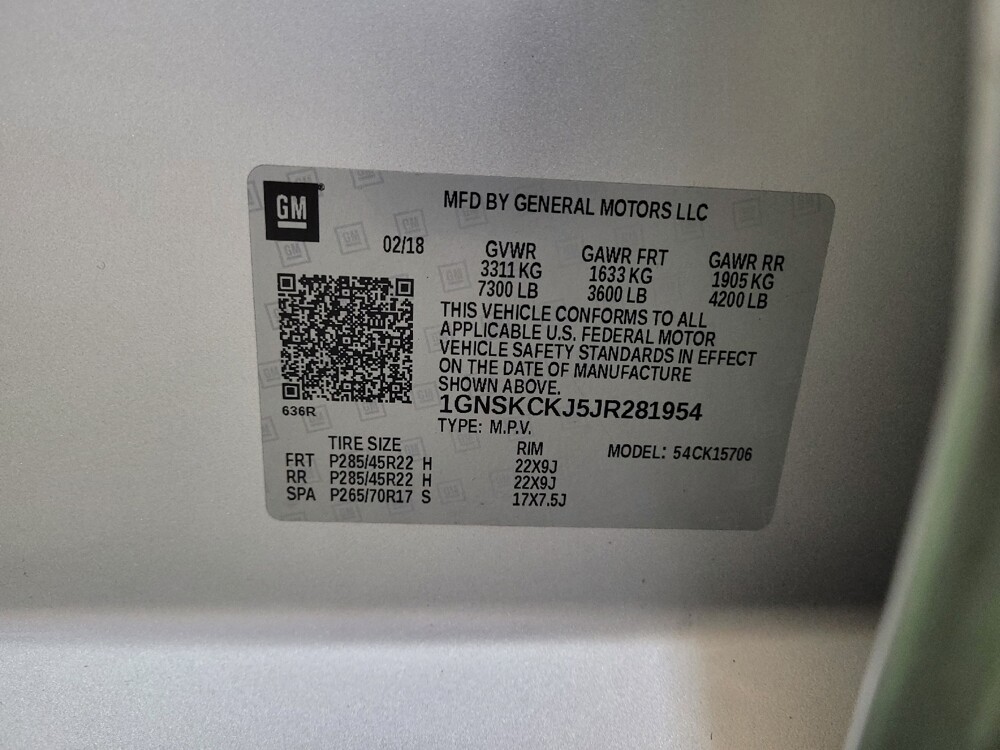 GM
MFD BY GENERAL MOTORS LLC
02/18
GVWR GAWR FRT GAWR RR
3311 KG 1633 KG 1905 KG
7300 LB 3600 LB 4200 LB
THIS VEHICLE CONFORMS TO ALL
APPLICABLE U.S. FEDERAL MOTOR
VEHICLE SAFETY STANDARDS IN EFFECT
ON THE DATE OF MANUFACTURE
SHOWN ABOVE.
1GNSKCKJ5JR281954
636R
TYPE: M.P.V.
TIRE SIZE RIM MODEL: 54CK15706
FRT P285/45R22 H 22X9J
RR P285/45R22 H 22X9J
SPA P265/70R17 S 17X7.5J